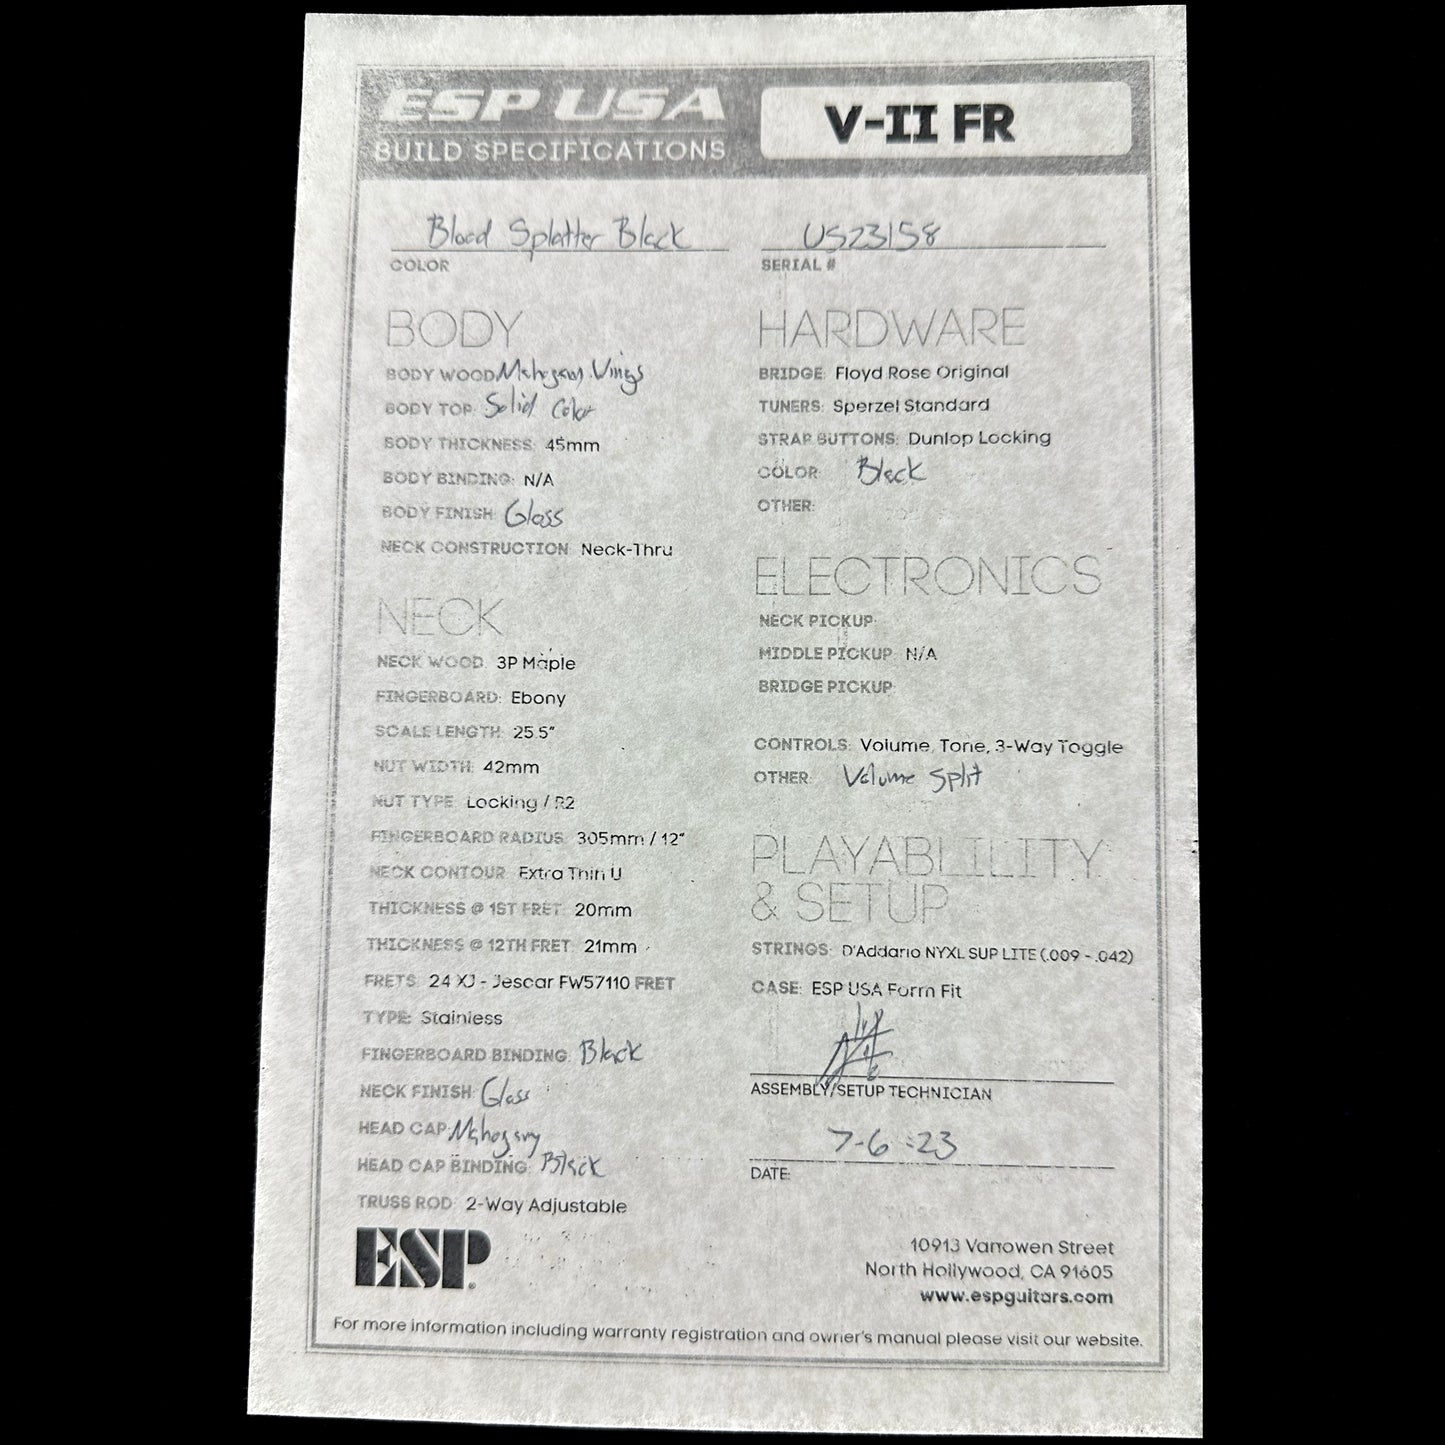 ESP USA
BUILD SPECIFICATIONS
V-II FR
Blood Splatter Black
COLOR
US23158
SERIAL #
BODY
BODY WOOD: Mahogany Wings
BODY TOP: Solid Color
BODY THICKNESS: 45mm
BODY BINDING: N/A
BODY FINISH: Gloss
NECK CONSTRUCTION: Neck-Thru
NECK
NECK WOOD: 3P Maple
FINGERBOARD: Ebony
SCALE LENGTH: 25.5"
NUT WIDTH: 42mm
NUT TYPE: Locking / R2
FINGERBOARD RADIUS: 305mm / 12"
NECK CONTOUR: Extra Thin U
THICKNESS @ 1ST FRET: 20mm
THICKNESS @ 12TH FRET: 21mm
FRETS: 24 XJ - Jescar FW57110 FRET
TYPE: Stainless
FINGERBOARD BINDING: Black
NECK FINISH: Gloss
HEAD CAP: Mahogany
HEAD CAP BINDING: Black
TRUSS ROD: 2-Way Adjustable
HARDWARE
BRIDGE: Floyd Rose Original
TUNERS: Sperzel Standard
STRAP BUTTONS: Dunlop Locking
COLOR: Black
OTHER:
ELECTRONICS
NECK PICKUP:
MIDDLE PICKUP: N/A
BRIDGE PICKUP:
CONTROLS: Volume, Tone, 3-Way Toggle
OTHER: Volume Split
PLAYABLILITY
& SETUP
STRINGS: D'Addario NYXL SUP LITE (.009 - .042)
CASE: ESP USA Form Fit
ASSEMBLY/SETUP TECHNICIAN
7-6-23
DATE:
ESP
10913 Vanowen Street
North Hollywood, CA 91605
www.espguitars.com
For more information including warranty registration and owner's manual please visit our website.